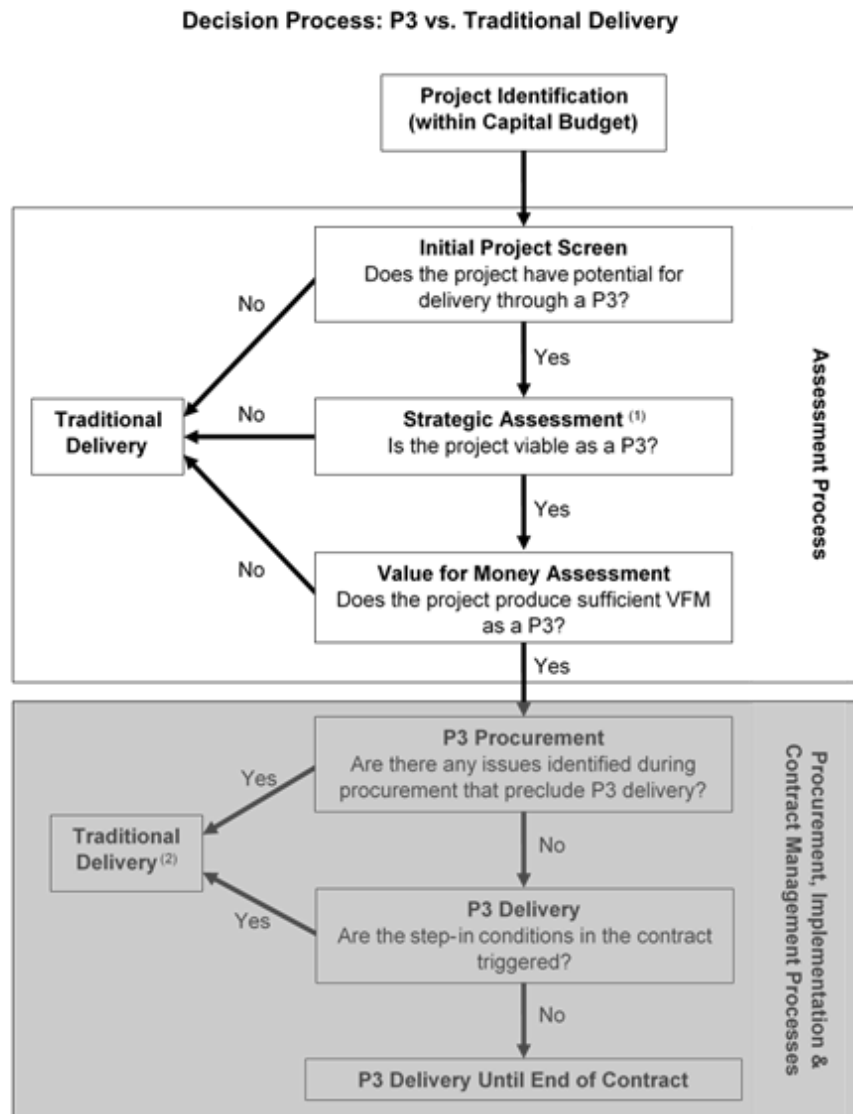 Decision Process: P3 vs. Traditional Delivery
Project Identification
(within Capital Budget)
Initial Project Screen
Does the project have potential for
delivery through a P3?
No
Yes
Traditional
Delivery
No
Strategic Assessment (1)
Is the project viable as a P3?
Yes
No
Value for Money Assessment
Does the project produce sufficient VFM
as a P3?
Yes
Assessment Process
P3 Procurement
Are there any issues identified during
procurement that preclude P3 delivery?
Yes
No
Traditional
Delivery (2)
Yes
P3 Delivery
Are the step-in conditions in the contract
triggered?
No
P3 Delivery Until End of Contract
Procurement, Implementation &
Contract Management Processes